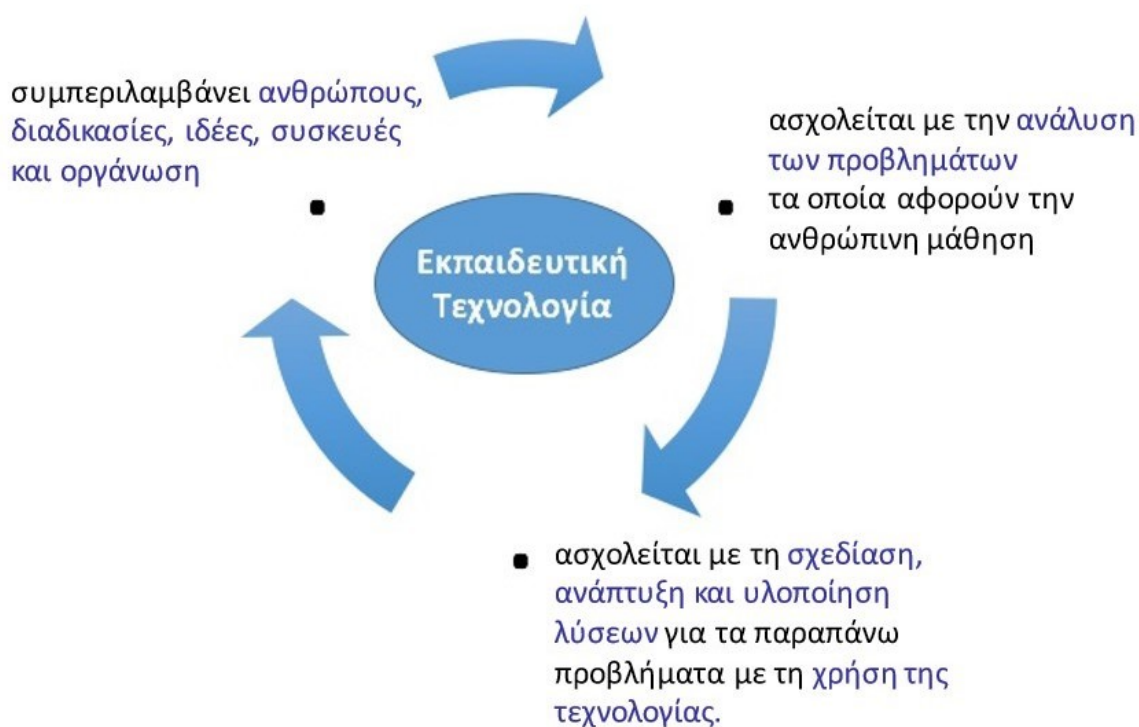 συμπεριλαμβάνει ανθρώπους,
διαδικασίες, ιδέες, συσκευές
και οργάνωση
ασχολείται με την ανάλυση
των προβλημάτων
τα οποία αφορούν την
ανθρώπινη μάθηση
Εκπαιδευτική
Τεχνολογία
ασχολείται με τη σχεδίαση,
ανάπτυξη και υλοποίηση
λύσεων για τα παραπάνω
προβλήματα με τη χρήση της
τεχνολογίας.